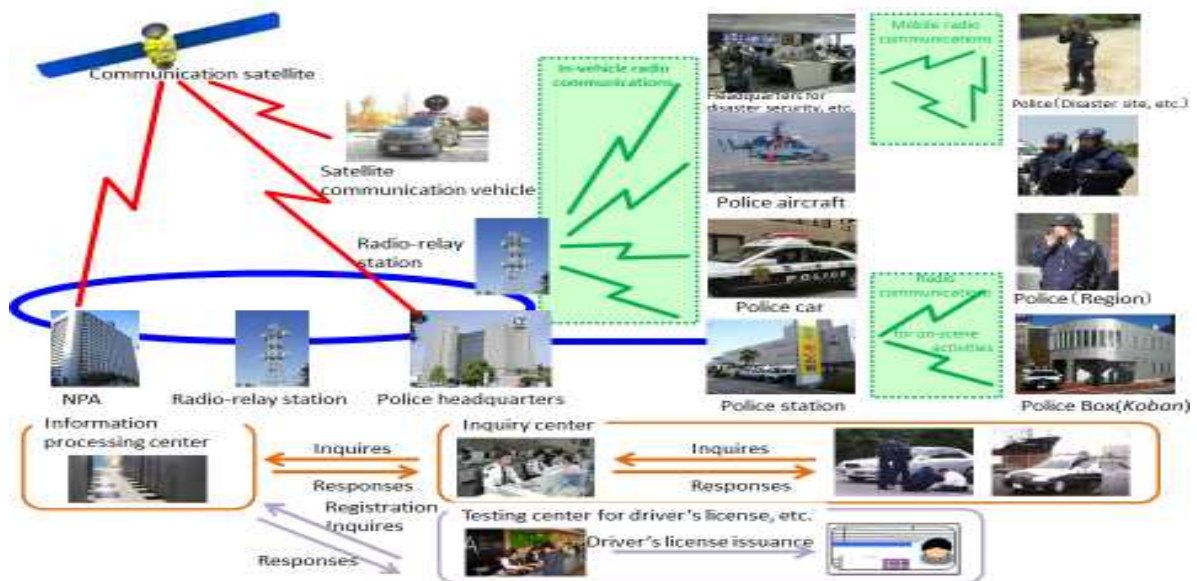 Communication satellite
Satellite
communication vehicle
Radio-relay
station
In-vehicle radio
communications
Headquarters for
disaster security, etc.
Mobile radio
communications
Police(Disaster site, etc.)
Police aircraft
Police car
Police(Region)
Radio
communications
for on-scene
activities
NPA
Radio-relay station
Police headquarters
Police station
Police Box(Koban)
Information
processing center
Inquires
Responses
Inquiry center
Inquires
Responses
Registration
Inquires
Responses
Testing center for driver's license, etc.
Driver's license issuance
POLICE